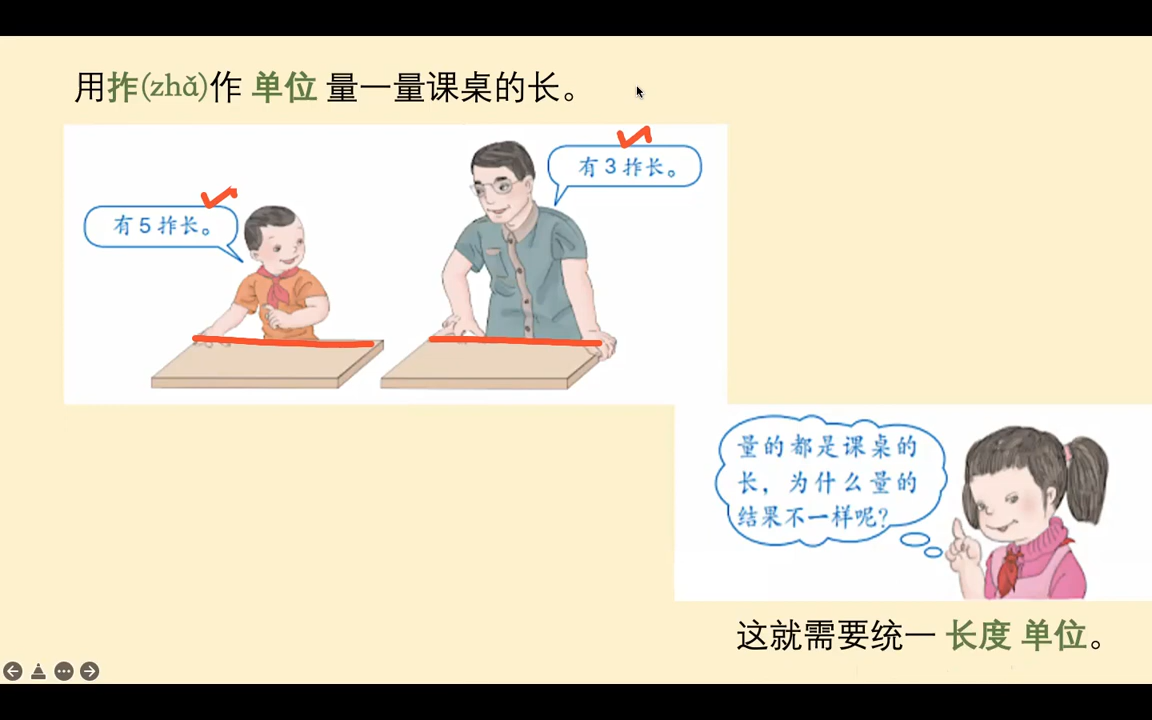 用拃(zhǎ)作 单位 量一量课桌的长。
有3拃长。
有5拃长。
量的都是课桌的
长，为什么量的
结果不一样呢？
这就需要统一 长度 单位。